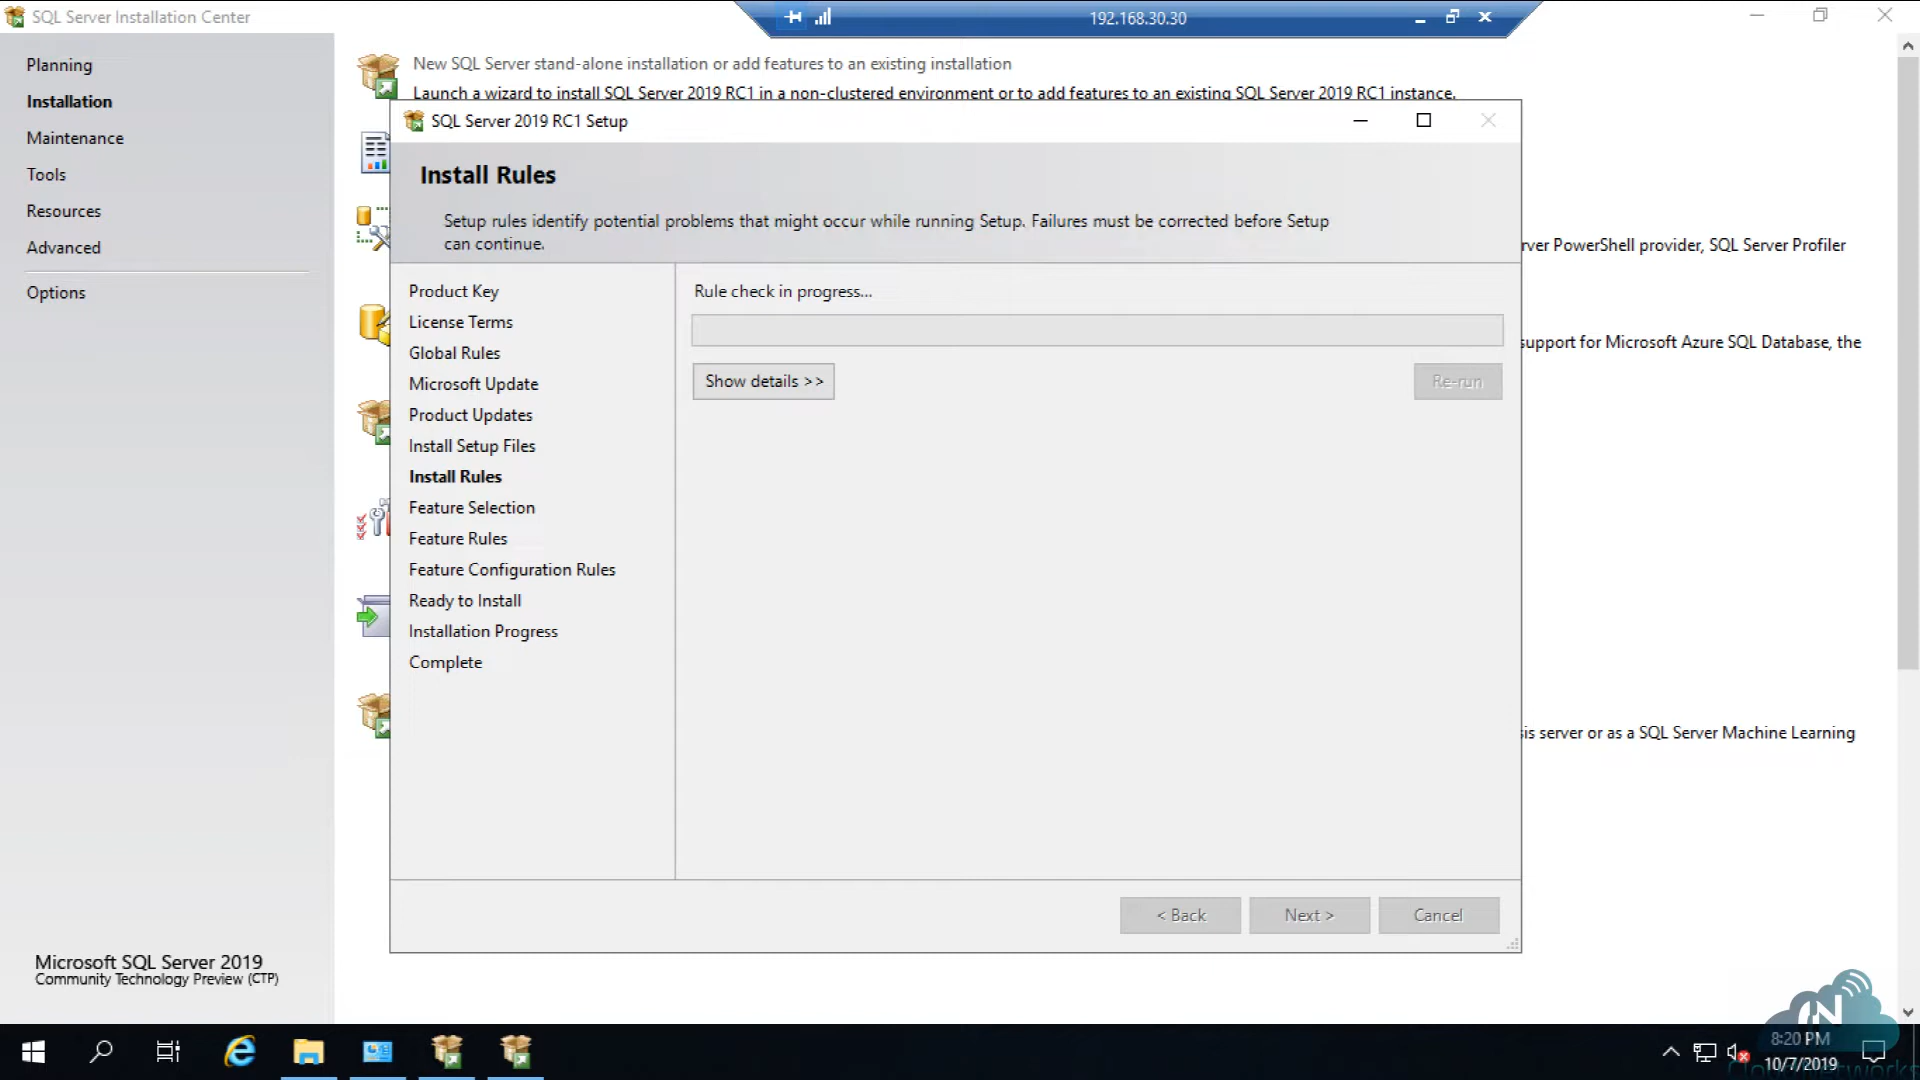 SQL Server Installation Center
192.168.30.30
Planning
Installation
Maintenance
Tools
Resources
Advanced
Options
New SQL Server stand-alone installation or add features to an existing installation
Launch a wizard to install SQL Server 2019 RC1 in a non-clustered environment or to add features to an existing SQL Server 2019 RC1 instance.
SQL Server 2019 RC1 Setup
Install Rules
Setup rules identify potential problems that might occur while running Setup. Failures must be corrected before Setup
can continue.
Product Key
License Terms
Global Rules
Microsoft Update
Product Updates
Install Setup Files
Install Rules
Feature Selection
Feature Rules
Feature Configuration Rules
Ready to Install
Installation Progress
Complete
Rule check in progress...
Show details >>
Re-run
rver PowerShell provider, SQL Server Profiler
support for Microsoft Azure SQL Database, the
is server or as a SQL Server Machine Learning
< Back
Next >
Cancel
Microsoft SQL Server 2019
Community Technology Preview (CTP)
N
8:20 PM
10/7/2019